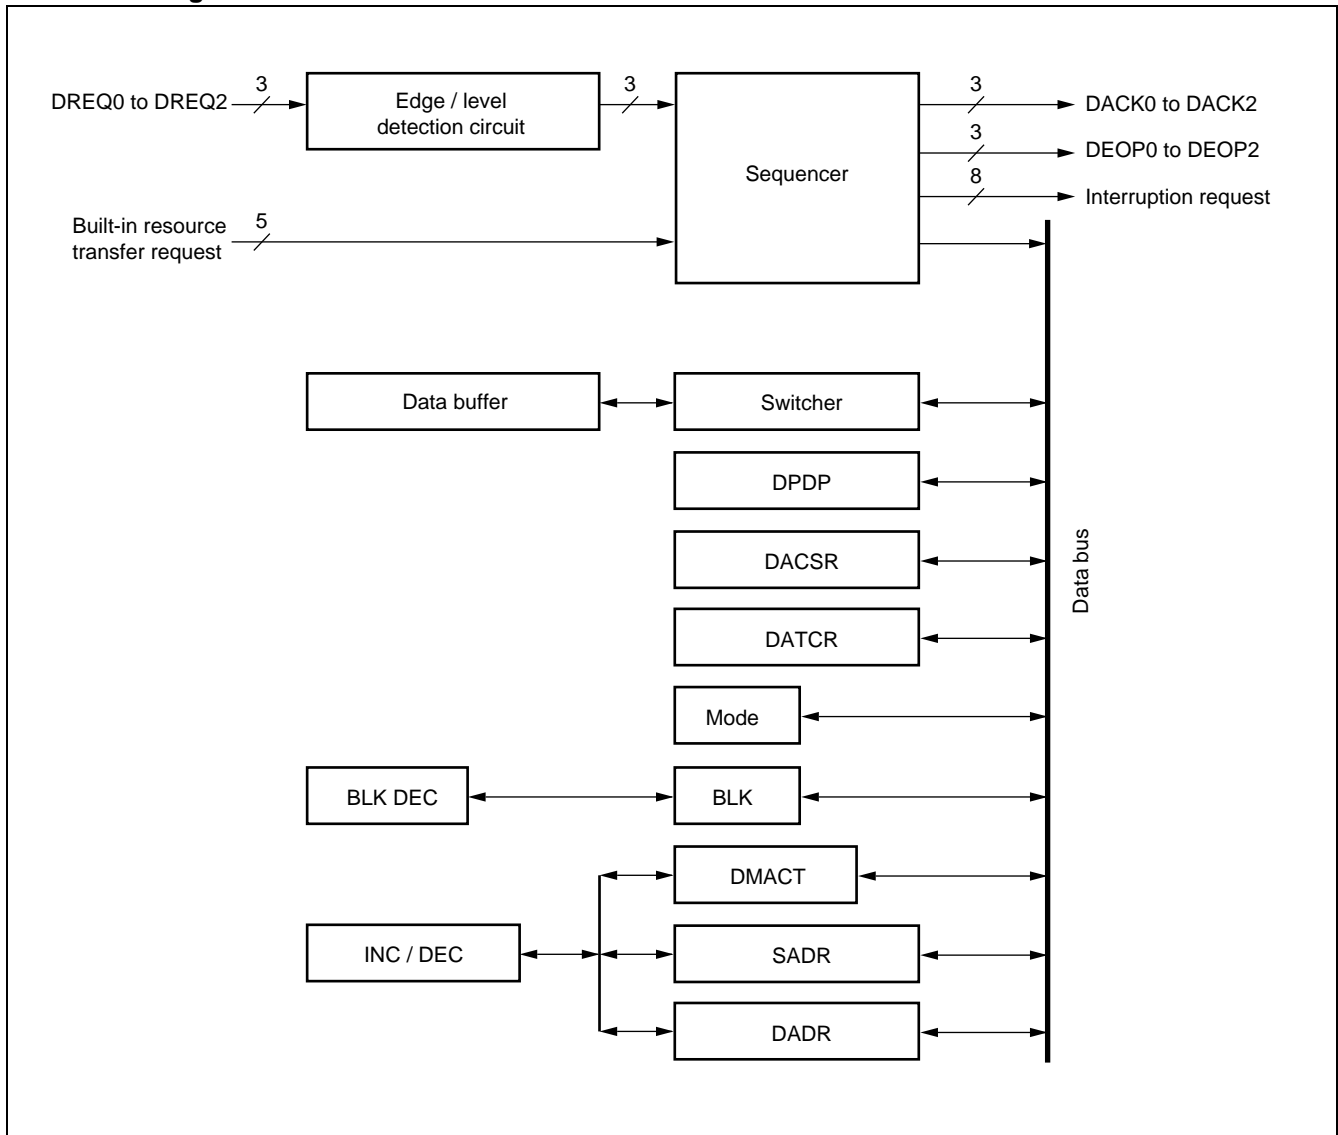 3
3
3
DREQ0 to DREQ2
Edge / level
detection circuit
DACK0 to DACK2
3
DEOP0 to DEOP2
Sequencer
8
Interruption request
Built-in resource
transfer request
5
Data buffer
Switcher
DPDP
DACSR
Data bus
DATCR
Mode
BLK DEC
BLK
DMACT
INC / DEC
SADR
DADR